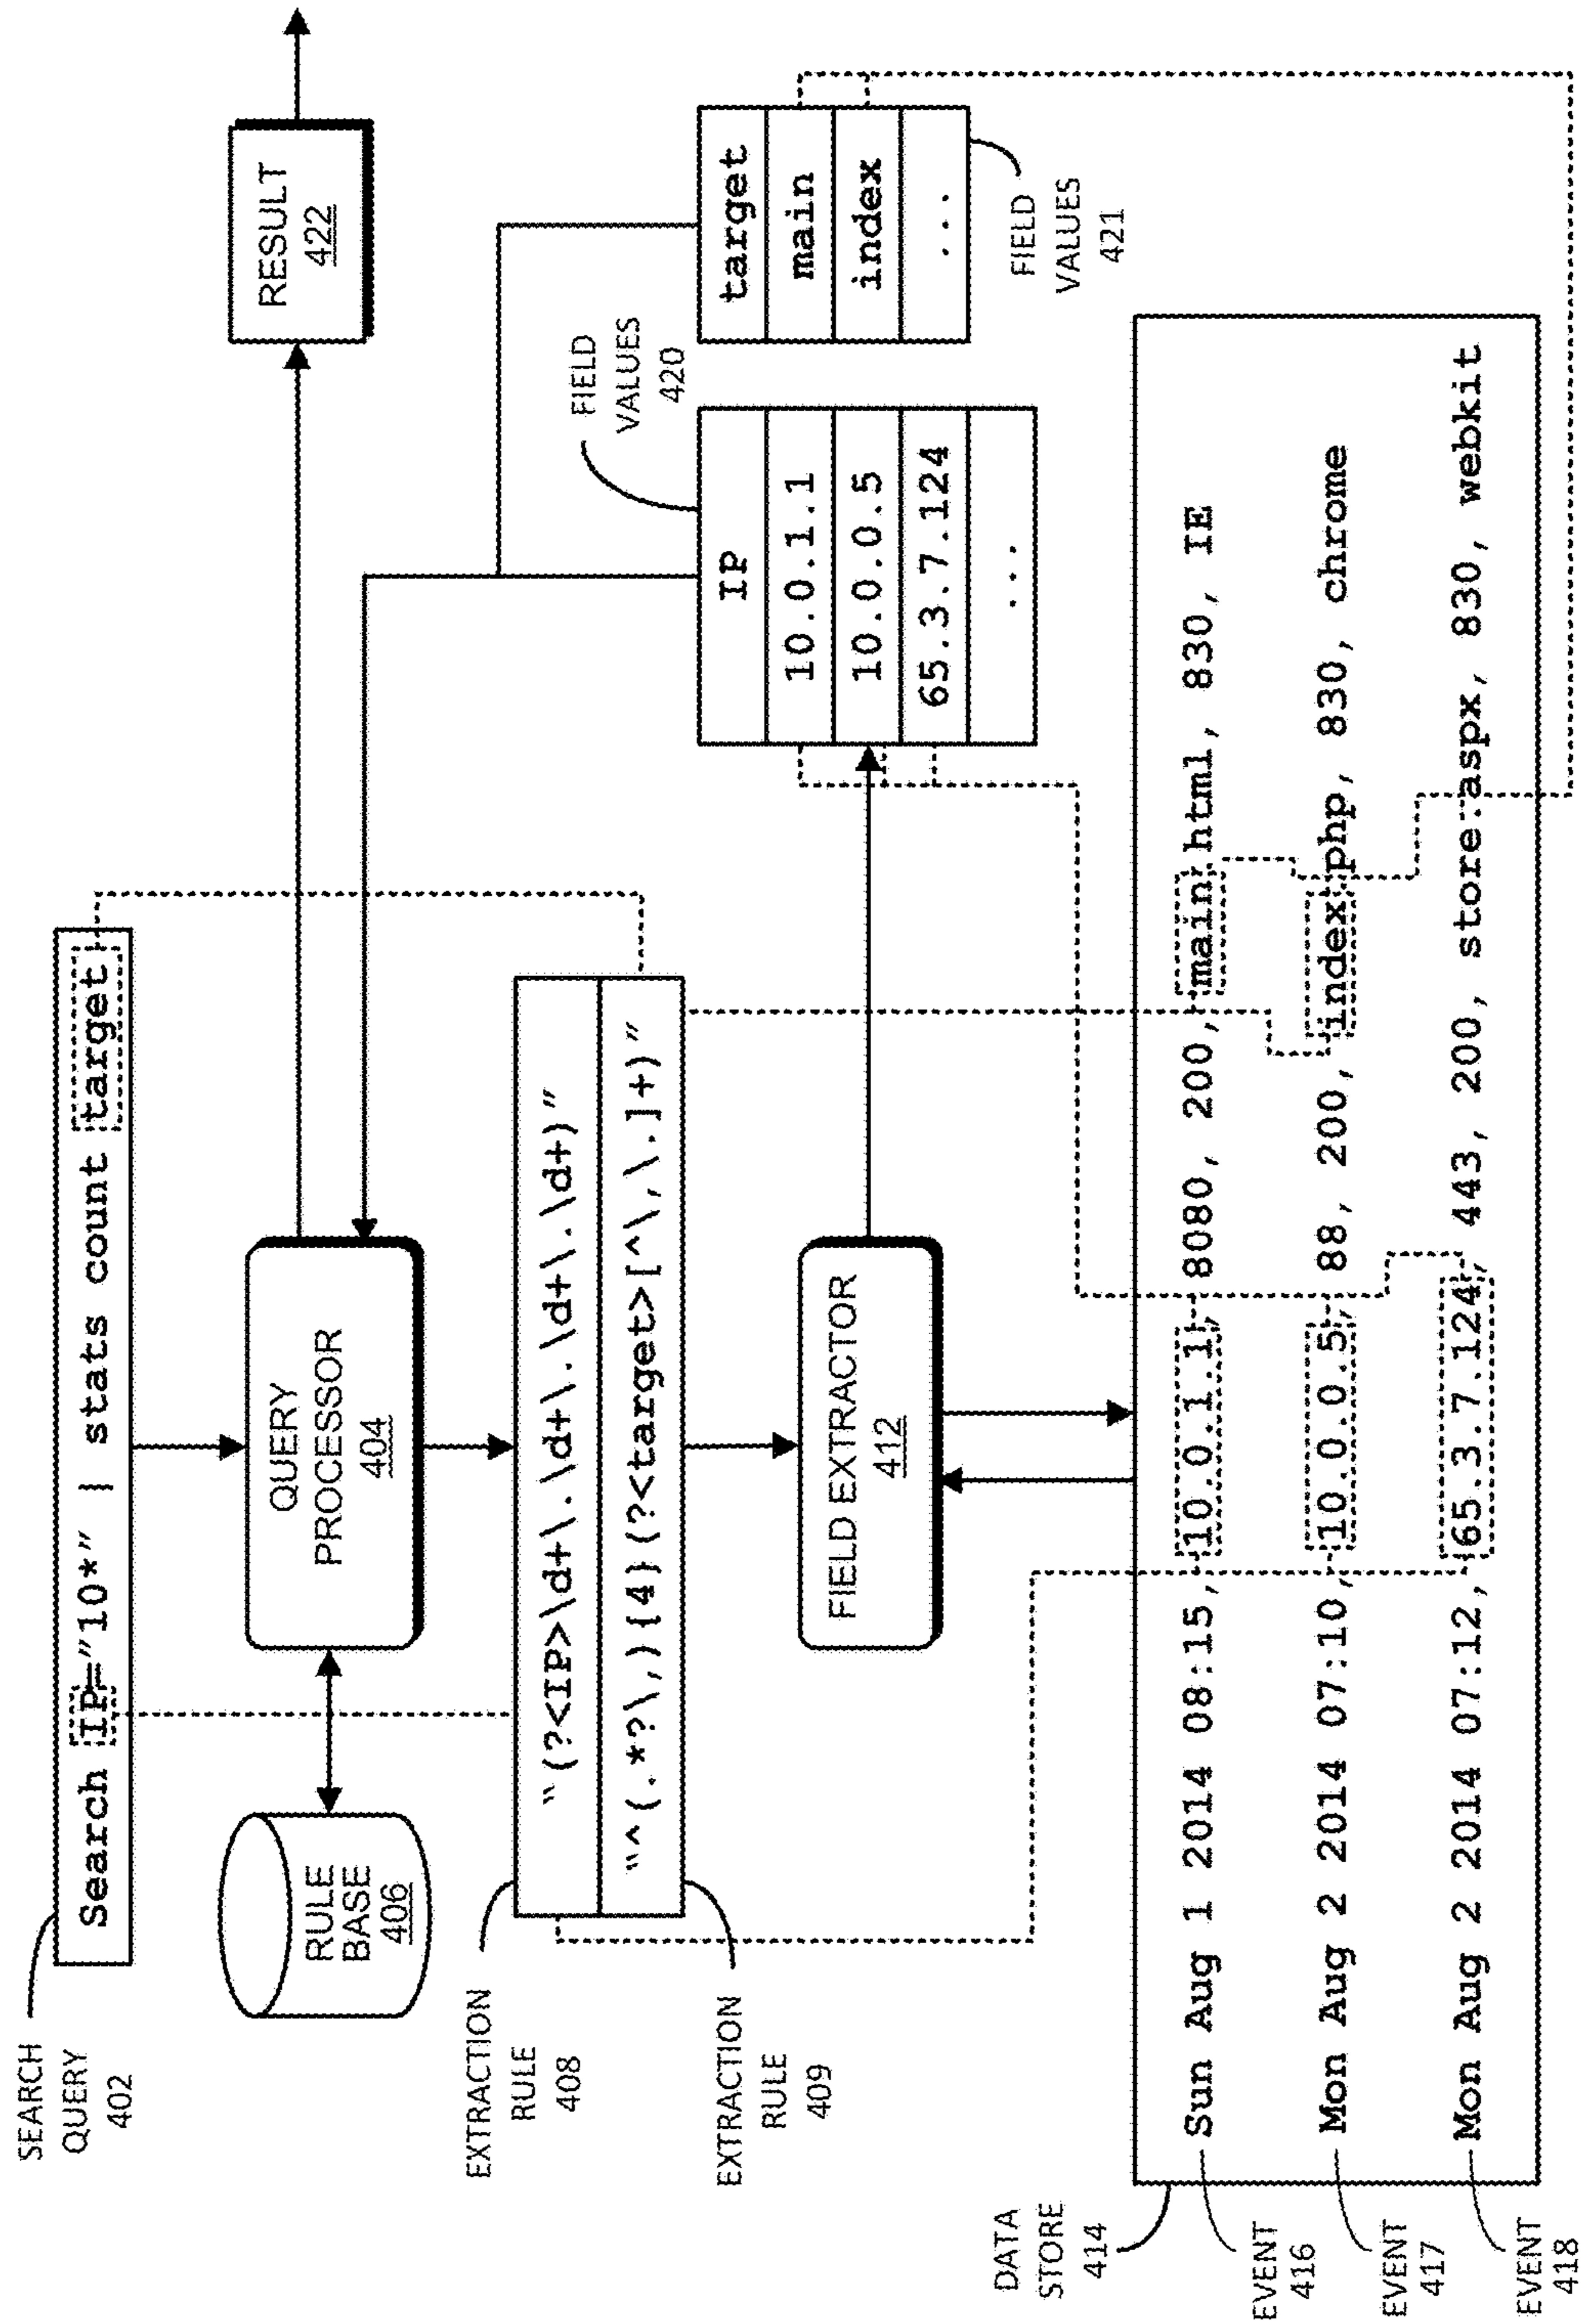 SEARCH
QUERY
402
Search IP="10*" | stats count target
RULE
BASE
406
QUERY
PROCESSOR
404
RESULT
422
EXTRACTION
RULE
408
"(?<IP>\d+\.\d+\.\d+\.\d+)"
"^(.*?\,){4}(?<target>[^\,\.]+)"
EXTRACTION
RULE
409
FIELD EXTRACTOR
412
FIELD
VALUES
420
IP
10.0.1.1
10.0.0.5
65.3.7.124
...
target
main
index
...
FIELD
VALUES
421
DATA
STORE
414
EVENT
416
Sun Aug 1 2014 08:15, 10.0.1.1, 8080, 200, main html, 830, IE
EVENT
417
Mon Aug 2 2014 07:10, 10.0.0.5, 88, 200, index php, 830, chrome
EVENT
418
Mon Aug 2 2014 07:12, 65.3.7.124, 443, 200, store.aspx, 830, webkit